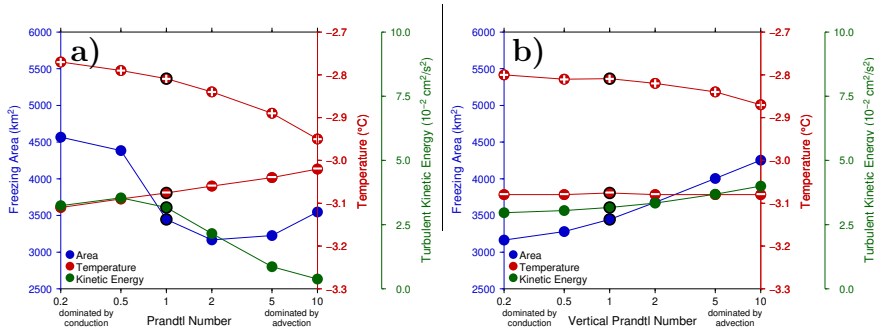 a)
6000
5500
5000
4500
4000
3500
3000
2500
Freezing Area (km²)
−2.7
−2.8
−2.9
−3.0
−3.1
−3.2
−3.3
Temperature (°C)
10.0
7.5
5.0
2.5
0.0
Turbulent Kinetic Energy (10⁻² cm²/s²)
Area
Temperature
Kinetic Energy
0.2 0.5 1 2 5 10
dominated by conduction
Prandtl Number
dominated by advection
b)
6000
5500
5000
4500
4000
3500
3000
2500
Freezing Area (km²)
−2.7
−2.8
−2.9
−3.0
−3.1
−3.2
−3.3
Temperature (°C)
10.0
7.5
5.0
2.5
0.0
Turbulent Kinetic Energy (10⁻² cm²/s²)
Area
Temperature
Kinetic Energy
0.2 0.5 1 2 5 10
dominated by conduction
Vertical Prandtl Number
dominated by advection